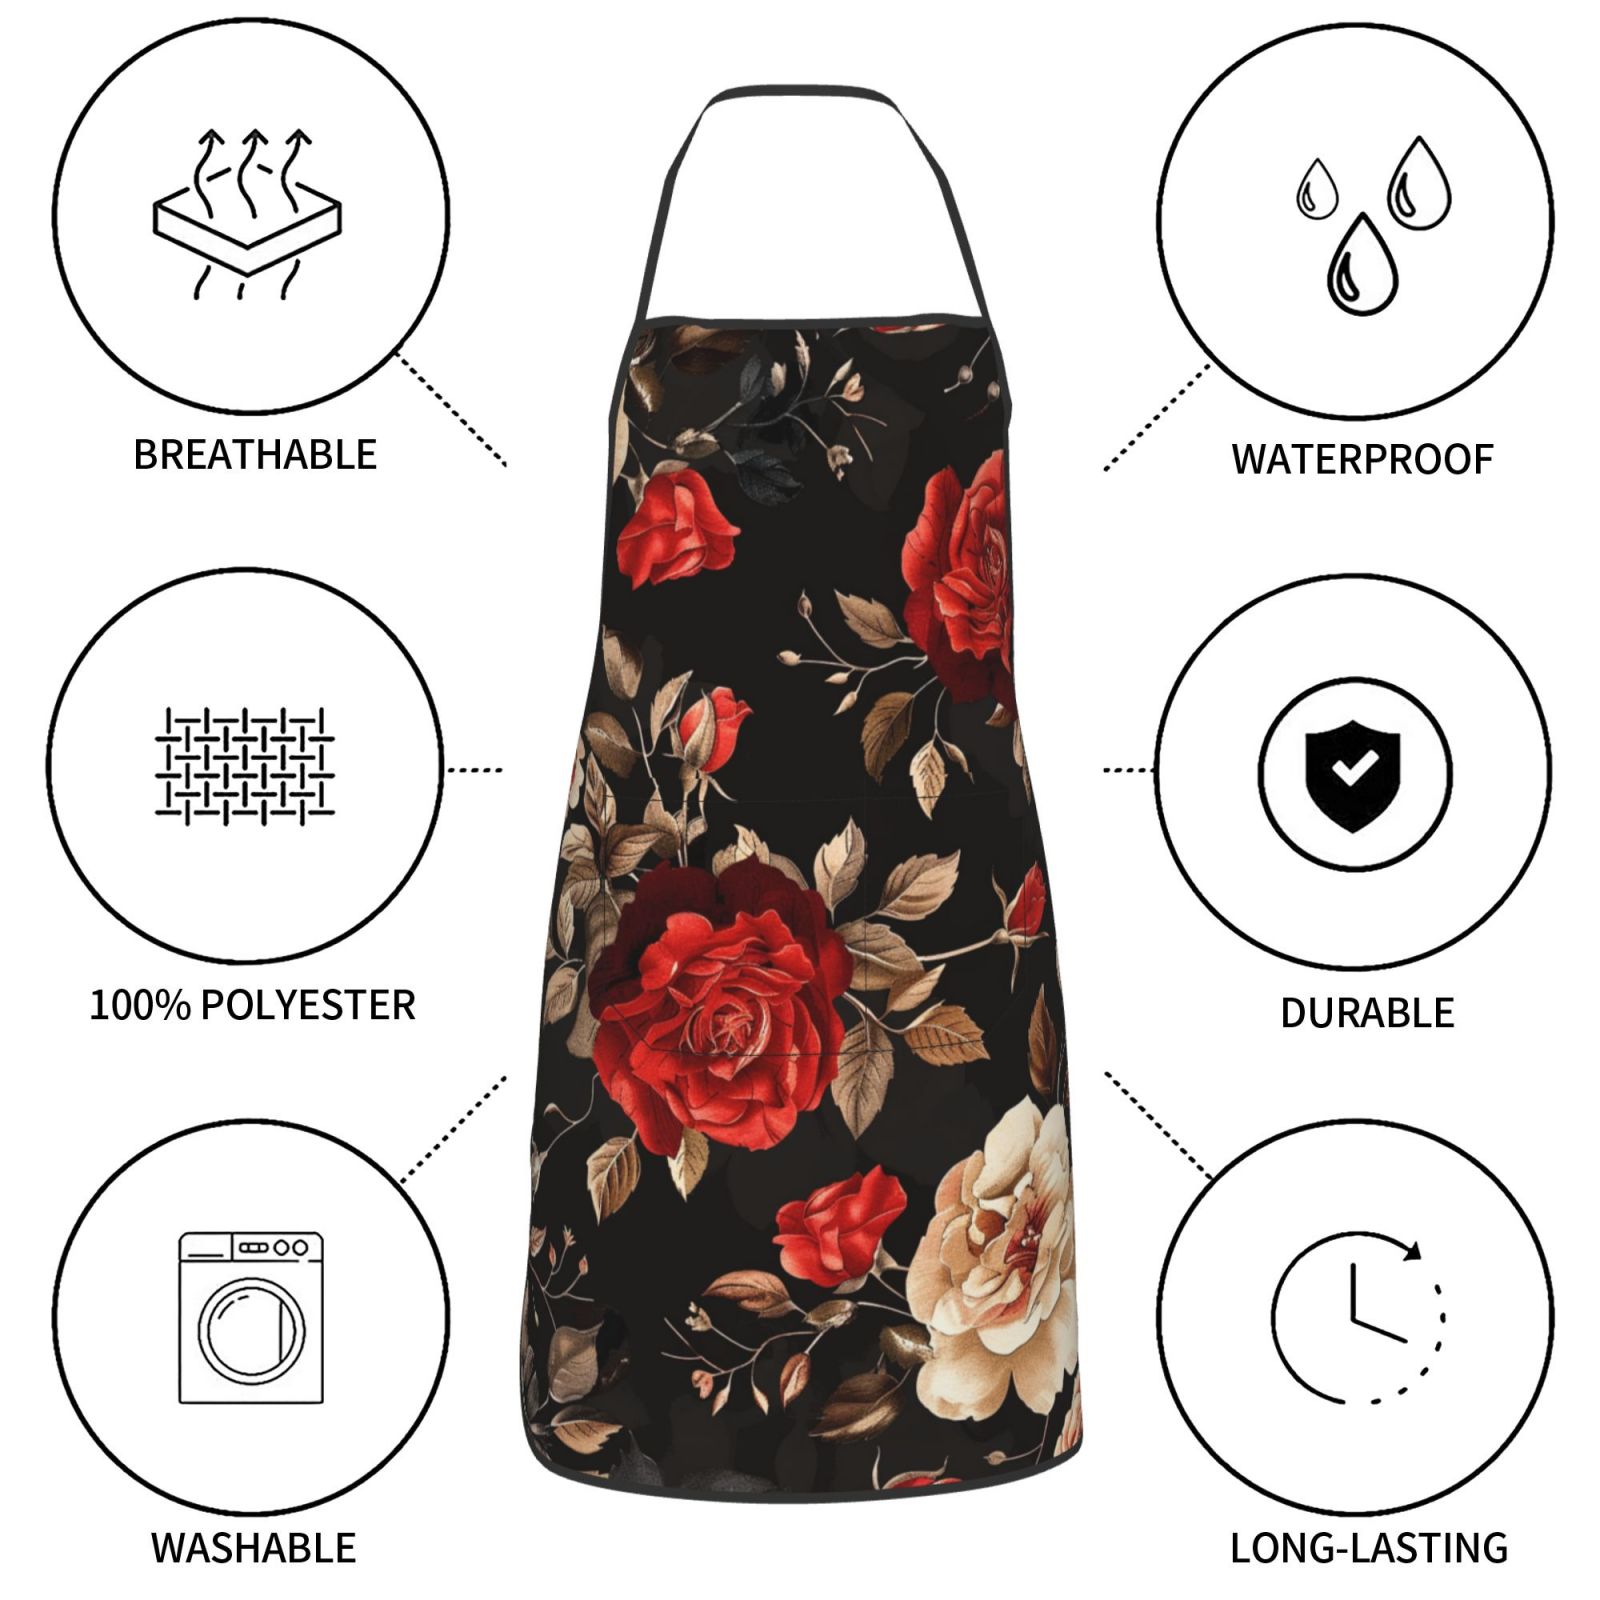 BREATHABLE
WATERPROOF
100% POLYESTER
DURABLE
WASHABLE
LONG-LASTING